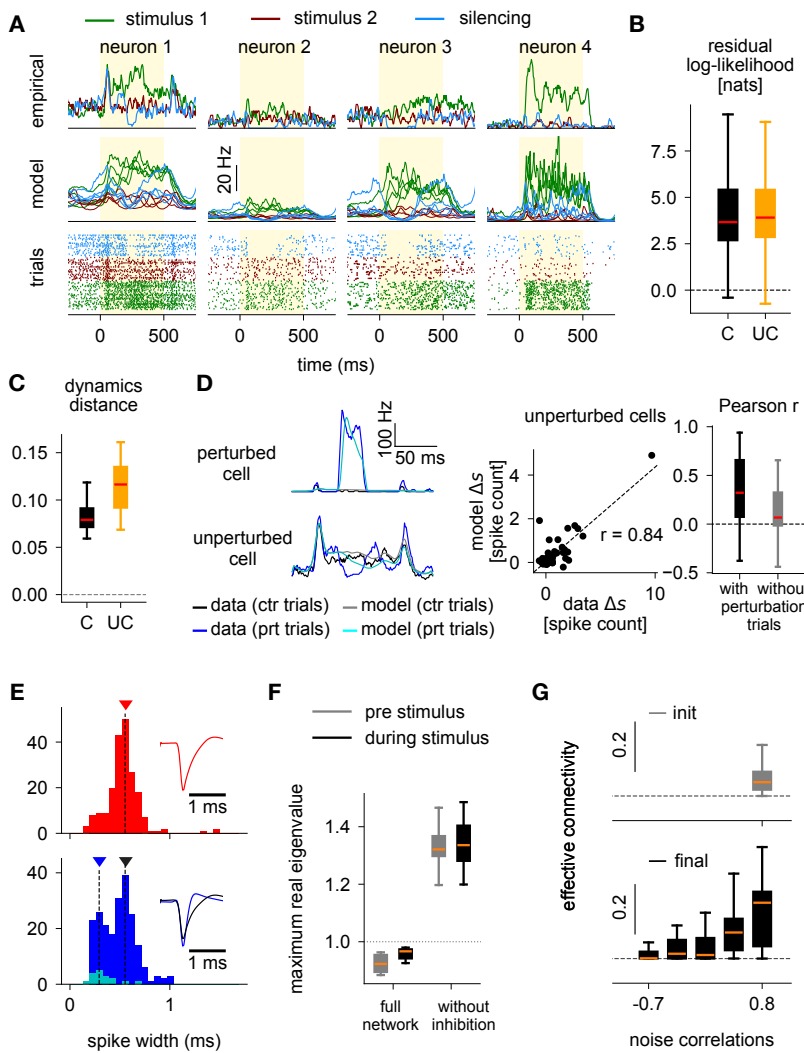 A
stimulus 1
stimulus 2
silencing
neuron 1
neuron 2
neuron 3
neuron 4
empirical
model
20 Hz
trials
0
500
0
500
0
500
0
500
time (ms)
B
residual
log-likelihood
[nats]
7.5
5.0
2.5
0.0
C
UC
C
dynamics
distance
0.15
0.10
0.05
0.00
C
UC
D
perturbed
cell
100 Hz
50 ms
unperturbed
cell
data (ctr trials)
model (ctr trials)
data (prt trials)
model (prt trials)
unperturbed cells
model Δs
[spike count]
4
2
0
r = 0.84
0
10
data Δs
[spike count]
Pearson r
1.0
0.5
0.0
−0.5
with
without
perturbation
trials
E
40
20
0
1 ms
40
20
0
1 ms
0
1
spike width (ms)
F
pre stimulus
during stimulus
maximum real eigenvalue
1.4
1.2
1.0
full
network
without
inhibition
G
effective connectivity
0.2
init
0.2
final
-0.7
0.8
noise correlations